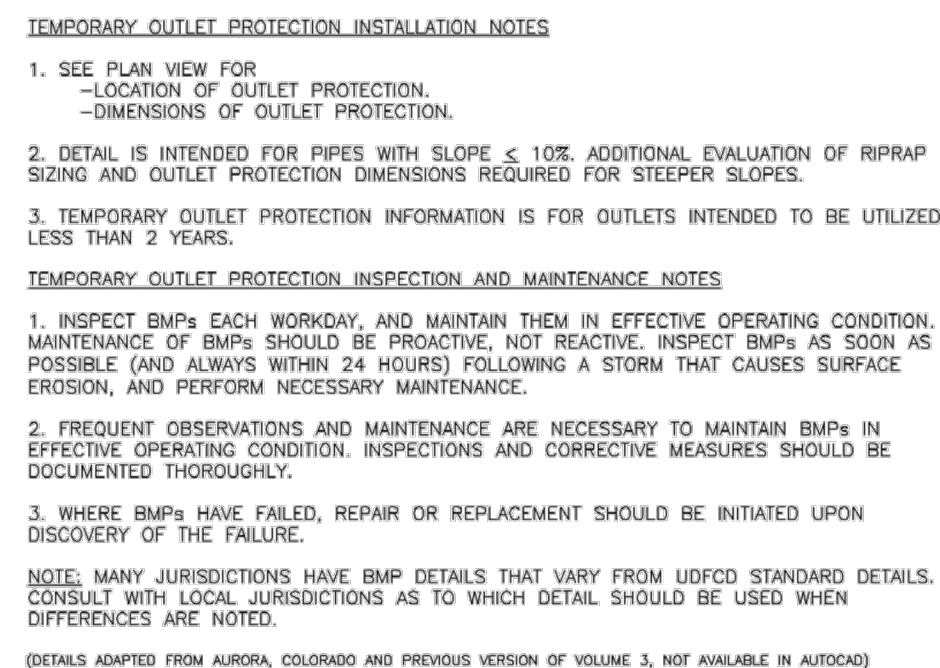 TEMPORARY OUTLET PROTECTION INSTALLATION NOTES
1. SEE PLAN VIEW FOR
−LOCATION OF OUTLET PROTECTION.
−DIMENSIONS OF OUTLET PROTECTION.
2. DETAIL IS INTENDED FOR PIPES WITH SLOPE ≤ 10%. ADDITIONAL EVALUATION OF RIPRAP
SIZING AND OUTLET PROTECTION DIMENSIONS REQUIRED FOR STEEPER SLOPES.
3. TEMPORARY OUTLET PROTECTION INFORMATION IS FOR OUTLETS INTENDED TO BE UTILIZED
LESS THAN 2 YEARS.
TEMPORARY OUTLET PROTECTION INSPECTION AND MAINTENANCE NOTES
1. INSPECT BMPs EACH WORKDAY, AND MAINTAIN THEM IN EFFECTIVE OPERATING CONDITION.
MAINTENANCE OF BMPs SHOULD BE PROACTIVE, NOT REACTIVE. INSPECT BMPs AS SOON AS
POSSIBLE (AND ALWAYS WITHIN 24 HOURS) FOLLOWING A STORM THAT CAUSES SURFACE
EROSION, AND PERFORM NECESSARY MAINTENANCE.
2. FREQUENT OBSERVATIONS AND MAINTENANCE ARE NECESSARY TO MAINTAIN BMPs IN
EFFECTIVE OPERATING CONDITION. INSPECTIONS AND CORRECTIVE MEASURES SHOULD BE
DOCUMENTED THOROUGHLY.
3. WHERE BMPs HAVE FAILED, REPAIR OR REPLACEMENT SHOULD BE INITIATED UPON
DISCOVERY OF THE FAILURE.
NOTE: MANY JURISDICTIONS HAVE BMP DETAILS THAT VARY FROM UDFCD STANDARD DETAILS.
CONSULT WITH LOCAL JURISDICTIONS AS TO WHICH DETAIL SHOULD BE USED WHEN
DIFFERENCES ARE NOTED.
(DETAILS ADAPTED FROM AURORA, COLORADO AND PREVIOUS VERSION OF VOLUME 3, NOT AVAILABLE IN AUTOCAD)